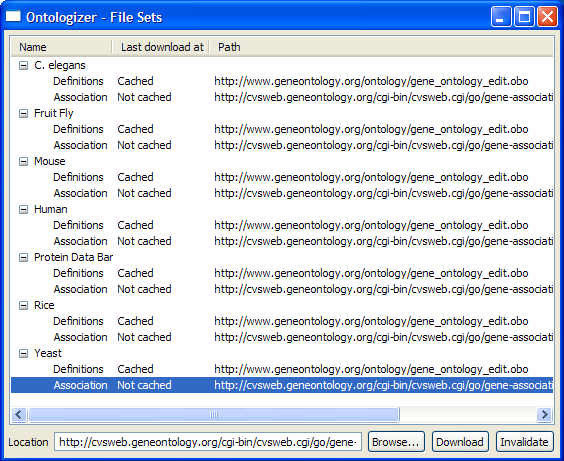 Ontologizer - File Sets
Name Last download at Path
C. elegans
Definitions Cached http://www.geneontology.org/ontology/gene_ontology_edit.obo
Association Not cached http://cvsweb.geneontology.org/cgi-bin/cvsweb.cgi/go/gene-associati
Fruit Fly
Definitions Cached http://www.geneontology.org/ontology/gene_ontology_edit.obo
Association Not cached http://cvsweb.geneontology.org/cgi-bin/cvsweb.cgi/go/gene-associati
Mouse
Definitions Cached http://www.geneontology.org/ontology/gene_ontology_edit.obo
Association Not cached http://cvsweb.geneontology.org/cgi-bin/cvsweb.cgi/go/gene-associati
Human
Definitions Cached http://www.geneontology.org/ontology/gene_ontology_edit.obo
Association Not cached http://cvsweb.geneontology.org/cgi-bin/cvsweb.cgi/go/gene-associati
Protein Data Bar
Definitions Cached http://www.geneontology.org/ontology/gene_ontology_edit.obo
Association Not cached http://cvsweb.geneontology.org/cgi-bin/cvsweb.cgi/go/gene-associati
Rice
Definitions Cached http://www.geneontology.org/ontology/gene_ontology_edit.obo
Association Not cached http://cvsweb.geneontology.org/cgi-bin/cvsweb.cgi/go/gene-associati
Yeast
Definitions Cached http://www.geneontology.org/ontology/gene_ontology_edit.obo
Association Not cached http://cvsweb.geneontology.org/cgi-bin/cvsweb.cgi/go/gene-associati
Location http://cvsweb.geneontology.org/cgi-bin/cvsweb.cgi/go/gene- Browse... Download Invalidate